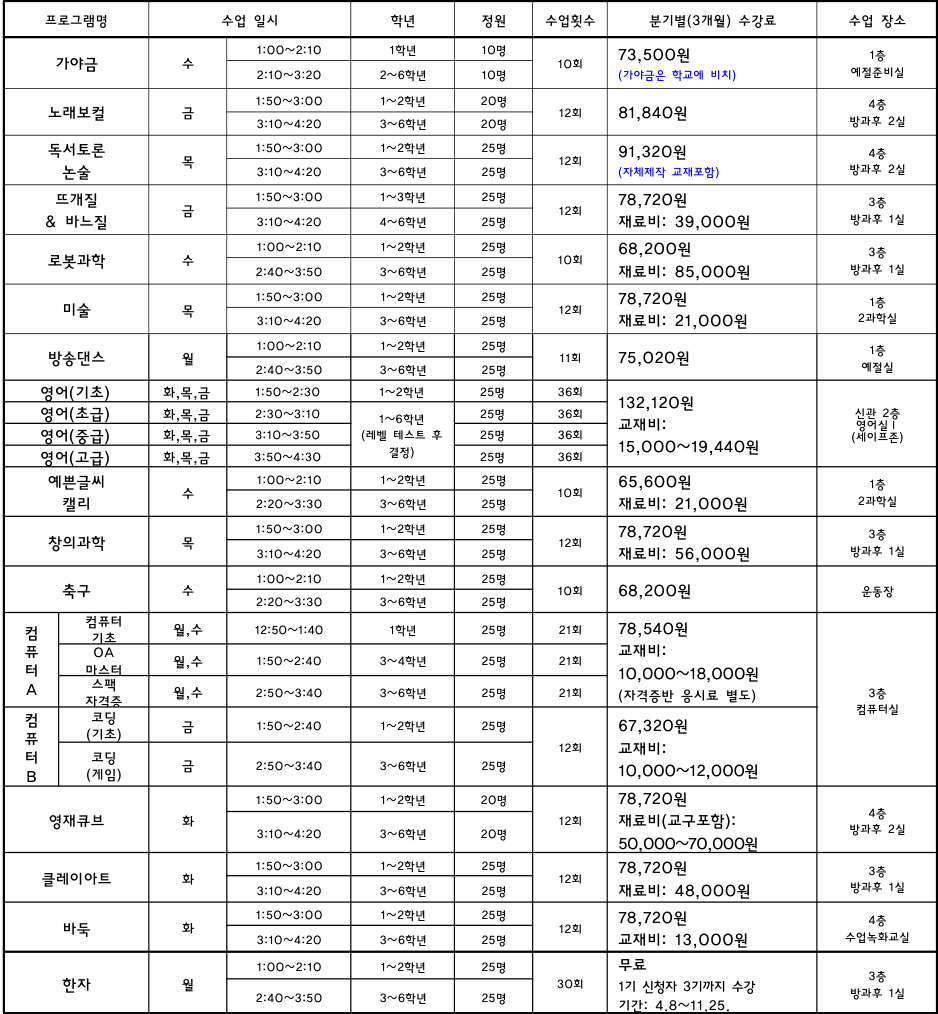 프로그램명 수업 일시 학년 정원 수업횟수 분기별(3개월) 수강료 수업 장소
가야금 수 1:00~2:10 1학년 10명 10회 73,500원 1층
2:10~3:20 2~6학년 10명 (가야금은 학교에 비치) 예절준비실
노래보컬 금 1:50~3:00 1~2학년 20명 12회 81,840원 4층
3:10~4:20 3~6학년 20명 방과후 2실
독서토론 목 1:50~3:00 1~2학년 25명 12회 91,320원 4층
논술 3:10~4:20 3~6학년 25명 (자체제작 교재포함) 방과후 2실
뜨개질 금 1:50~3:00 1~3학년 25명 12회 78,720원 3층
& 바느질 3:10~4:20 4~6학년 25명 재료비: 39,000원 방과후 1실
로봇과학 수 1:00~2:10 1~2학년 25명 10회 68,200원 3층
2:40~3:50 3~6학년 25명 재료비: 85,000원 방과후 1실
미술 목 1:50~3:00 1~2학년 25명 12회 78,720원 1층
3:10~4:20 3~6학년 25명 재료비: 21,000원 2과학실
방송댄스 월 1:00~2:10 1~2학년 25명 11회 75,020원 1층
2:40~3:50 3~6학년 25명 예절실
영어(기초) 화,목,금 1:50~2:30 1~2학년 25명 36회 132,120원
영어(초급) 화,목,금 2:30~3:10 1~6학년 25명 36회 교재비: 신관 2층
영어(중급) 화,목,금 3:10~3:50 (레벨 테스트 후 25명 36회 15,000~19,440원 영어실Ⅰ
영어(고급) 화,목,금 3:50~4:30 결정) 25명 36회 (세이프존)
예쁜글씨 수 1:00~2:10 1~2학년 25명 10회 65,600원 1층
캘리 2:20~3:30 3~6학년 25명 재료비: 21,000원 2과학실
창의과학 목 1:50~3:00 1~2학년 25명 12회 78,720원 3층
3:10~4:20 3~6학년 25명 재료비: 56,000원 방과후 1실
축구 수 1:00~2:10 1~2학년 25명 10회 68,200원 운동장
2:20~3:30 3~6학년 25명
컴퓨터A 컴퓨터 월,수 12:50~1:40 1학년 25명 21회 78,540원
기초
OA 월,수 1:50~2:40 3~4학년 25명 21회 교재비:
마스터 10,000~18,000원
스팩 월,수 2:50~3:40 3~6학년 25명 21회 (자격증반 응시료 별도) 3층
자격증 컴퓨터실
컴퓨터B 코딩 금 1:50~2:40 1~2학년 25명 12회 67,320원
(기초) 교재비:
코딩 금 2:50~3:40 3~6학년 25명 10,000~12,000원
(게임)
영재큐브 화 1:50~3:00 1~2학년 20명 12회 78,720원 4층
3:10~4:20 3~6학년 20명 재료비(교구포함): 방과후 2실
50,000~70,000원
클레이아트 화 1:50~3:00 1~2학년 25명 12회 78,720원 3층
3:10~4:20 3~6학년 25명 재료비: 48,000원 방과후 1실
바둑 화 1:50~3:00 1~2학년 25명 12회 78,720원 4층
3:10~4:20 3~6학년 25명 교재비: 13,000원 수업녹화교실
한자 월 1:00~2:10 1~2학년 25명 30회 무료 3층
2:40~3:50 3~6학년 25명 1기 신청자 3기까지 수강 방과후 1실
기간: 4.8~11.25.